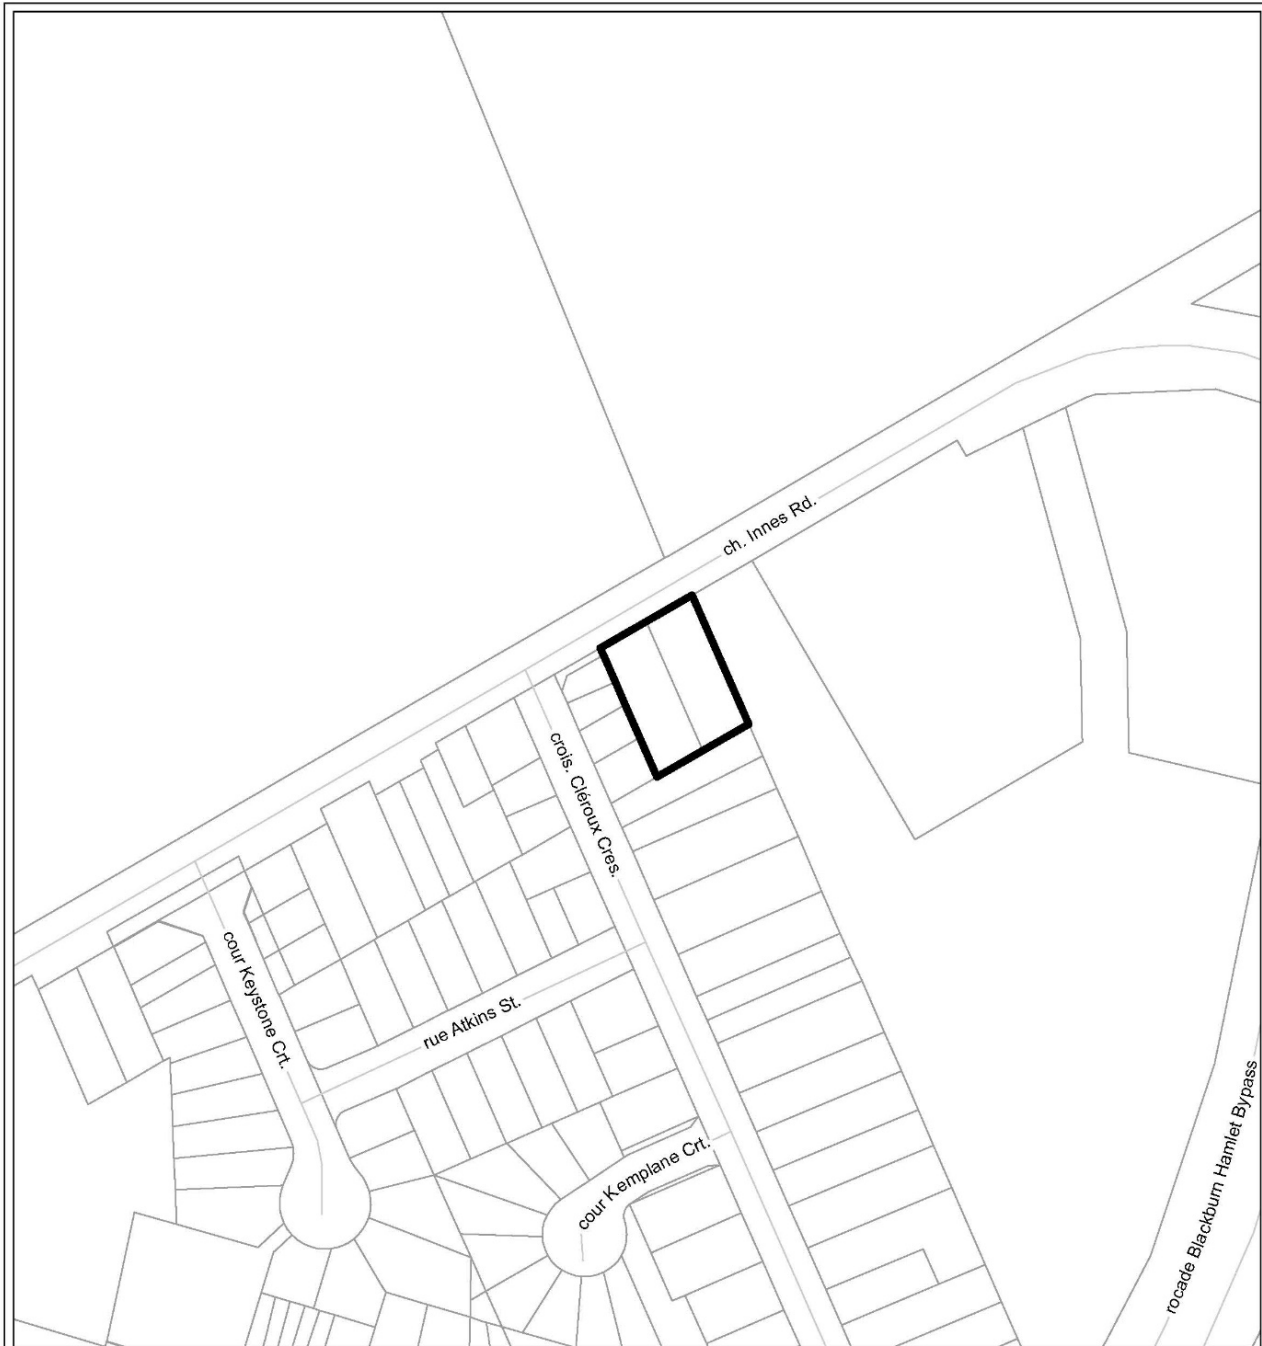 ch. Innes Rd.
crois. Cléroux Cres.
cour Keystone Crt.
rue Atkins St.
cour Kemplane Crt.
rocade Blackburn Hamlet Bypass